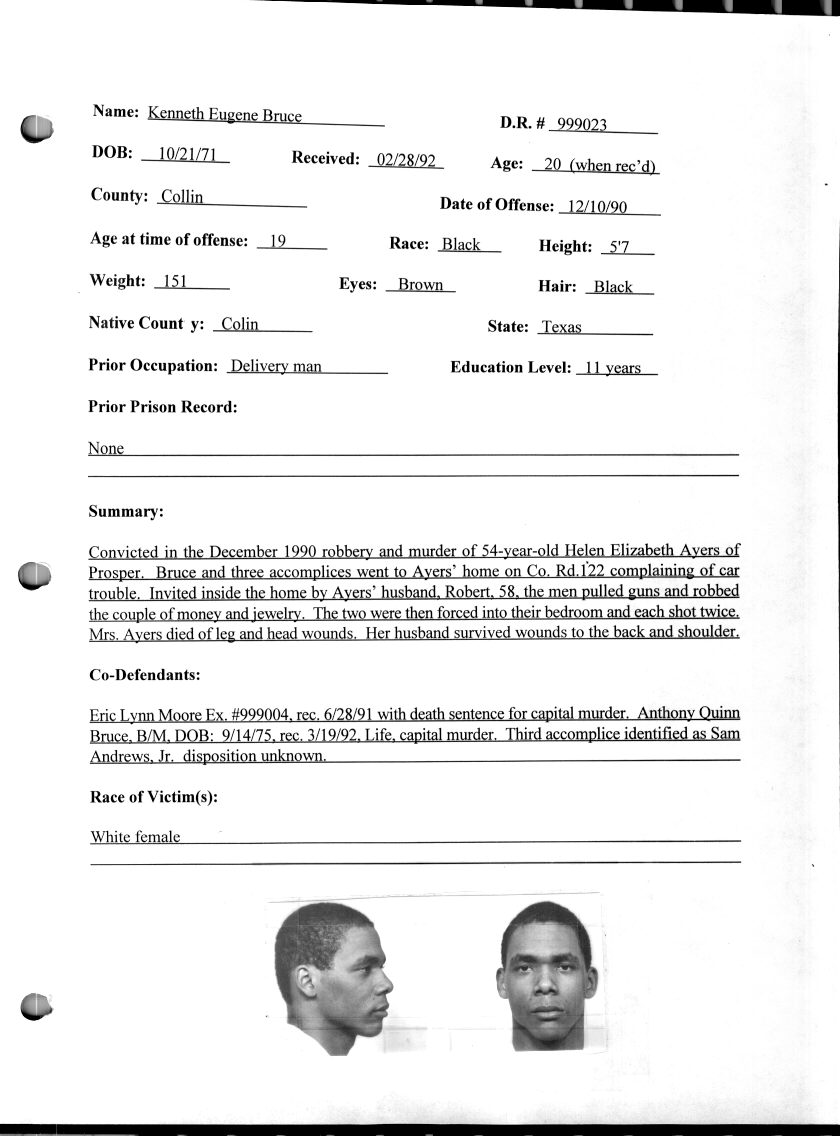 Name: Kenneth Eugene Bruce D.R. # 999023
DOB: 10/21/71 Received: 02/28/92 Age: 20 (when rec'd)
County: Collin Date of Offense: 12/10/90
Age at time of offense: 19 Race: Black Height: 5'7
Weight: 151 Eyes: Brown Hair: Black
Native Count y: Colin State: Texas
Prior Occupation: Delivery man Education Level: 11 years
Prior Prison Record:
None
Summary:
Convicted in the December 1990 robbery and murder of 54-year-old Helen Elizabeth Ayers of
Prosper. Bruce and three accomplices went to Ayers' home on Co. Rd.122 complaining of car
trouble. Invited inside the home by Ayers' husband, Robert, 58, the men pulled guns and robbed
the couple of money and jewelry. The two were then forced into their bedroom and each shot twice.
Mrs. Ayers died of leg and head wounds. Her husband survived wounds to the back and shoulder.
Co-Defendants:
Eric Lynn Moore Ex. #999004, rec. 6/28/91 with death sentence for capital murder. Anthony Quinn
Bruce, B/M, DOB: 9/14/75, rec. 3/19/92, Life, capital murder. Third accomplice identified as Sam
Andrews, Jr. disposition unknown.
Race of Victim(s):
White female